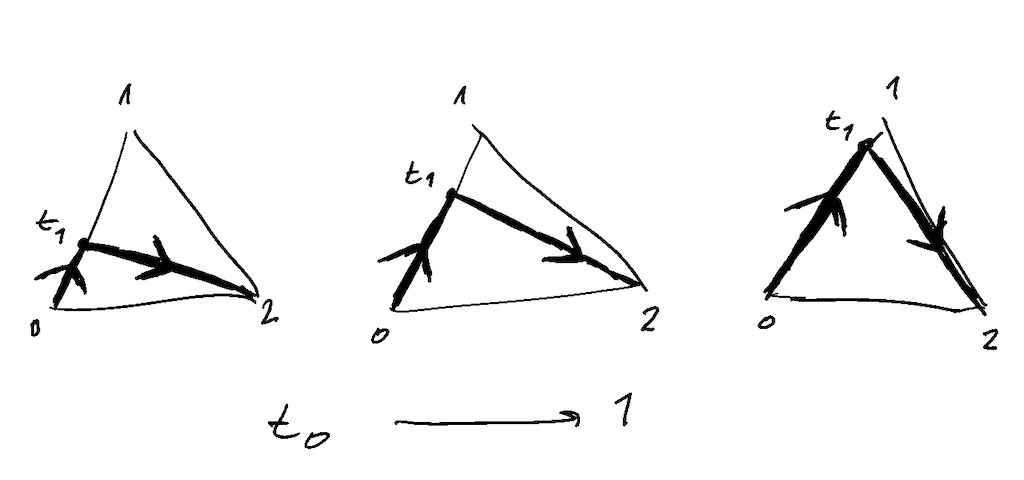 1 1 1
t₁ t₁ t₁
0 2 0 2 0 2
t₀ → 1